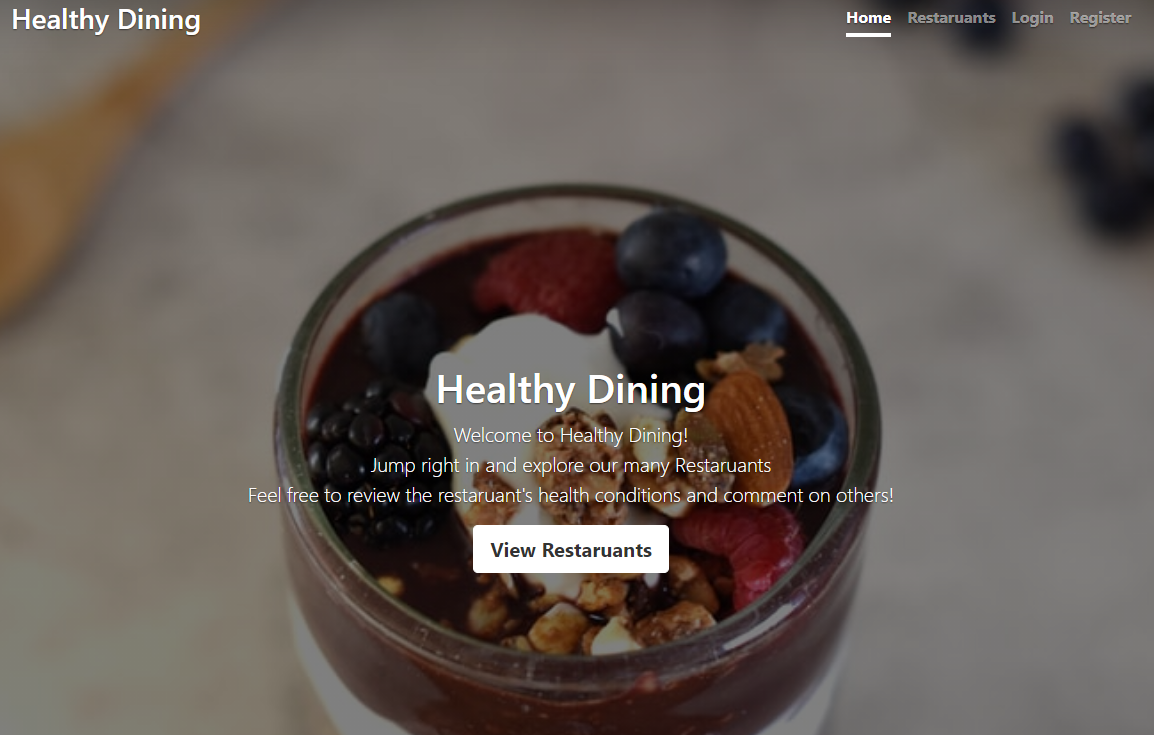 Healthy Dining
Home Restaruants Login Register
Healthy Dining
Welcome to Healthy Dining!
Jump right in and explore our many Restaruants
Feel free to review the restaruant's health conditions and comment on others!
View Restaruants